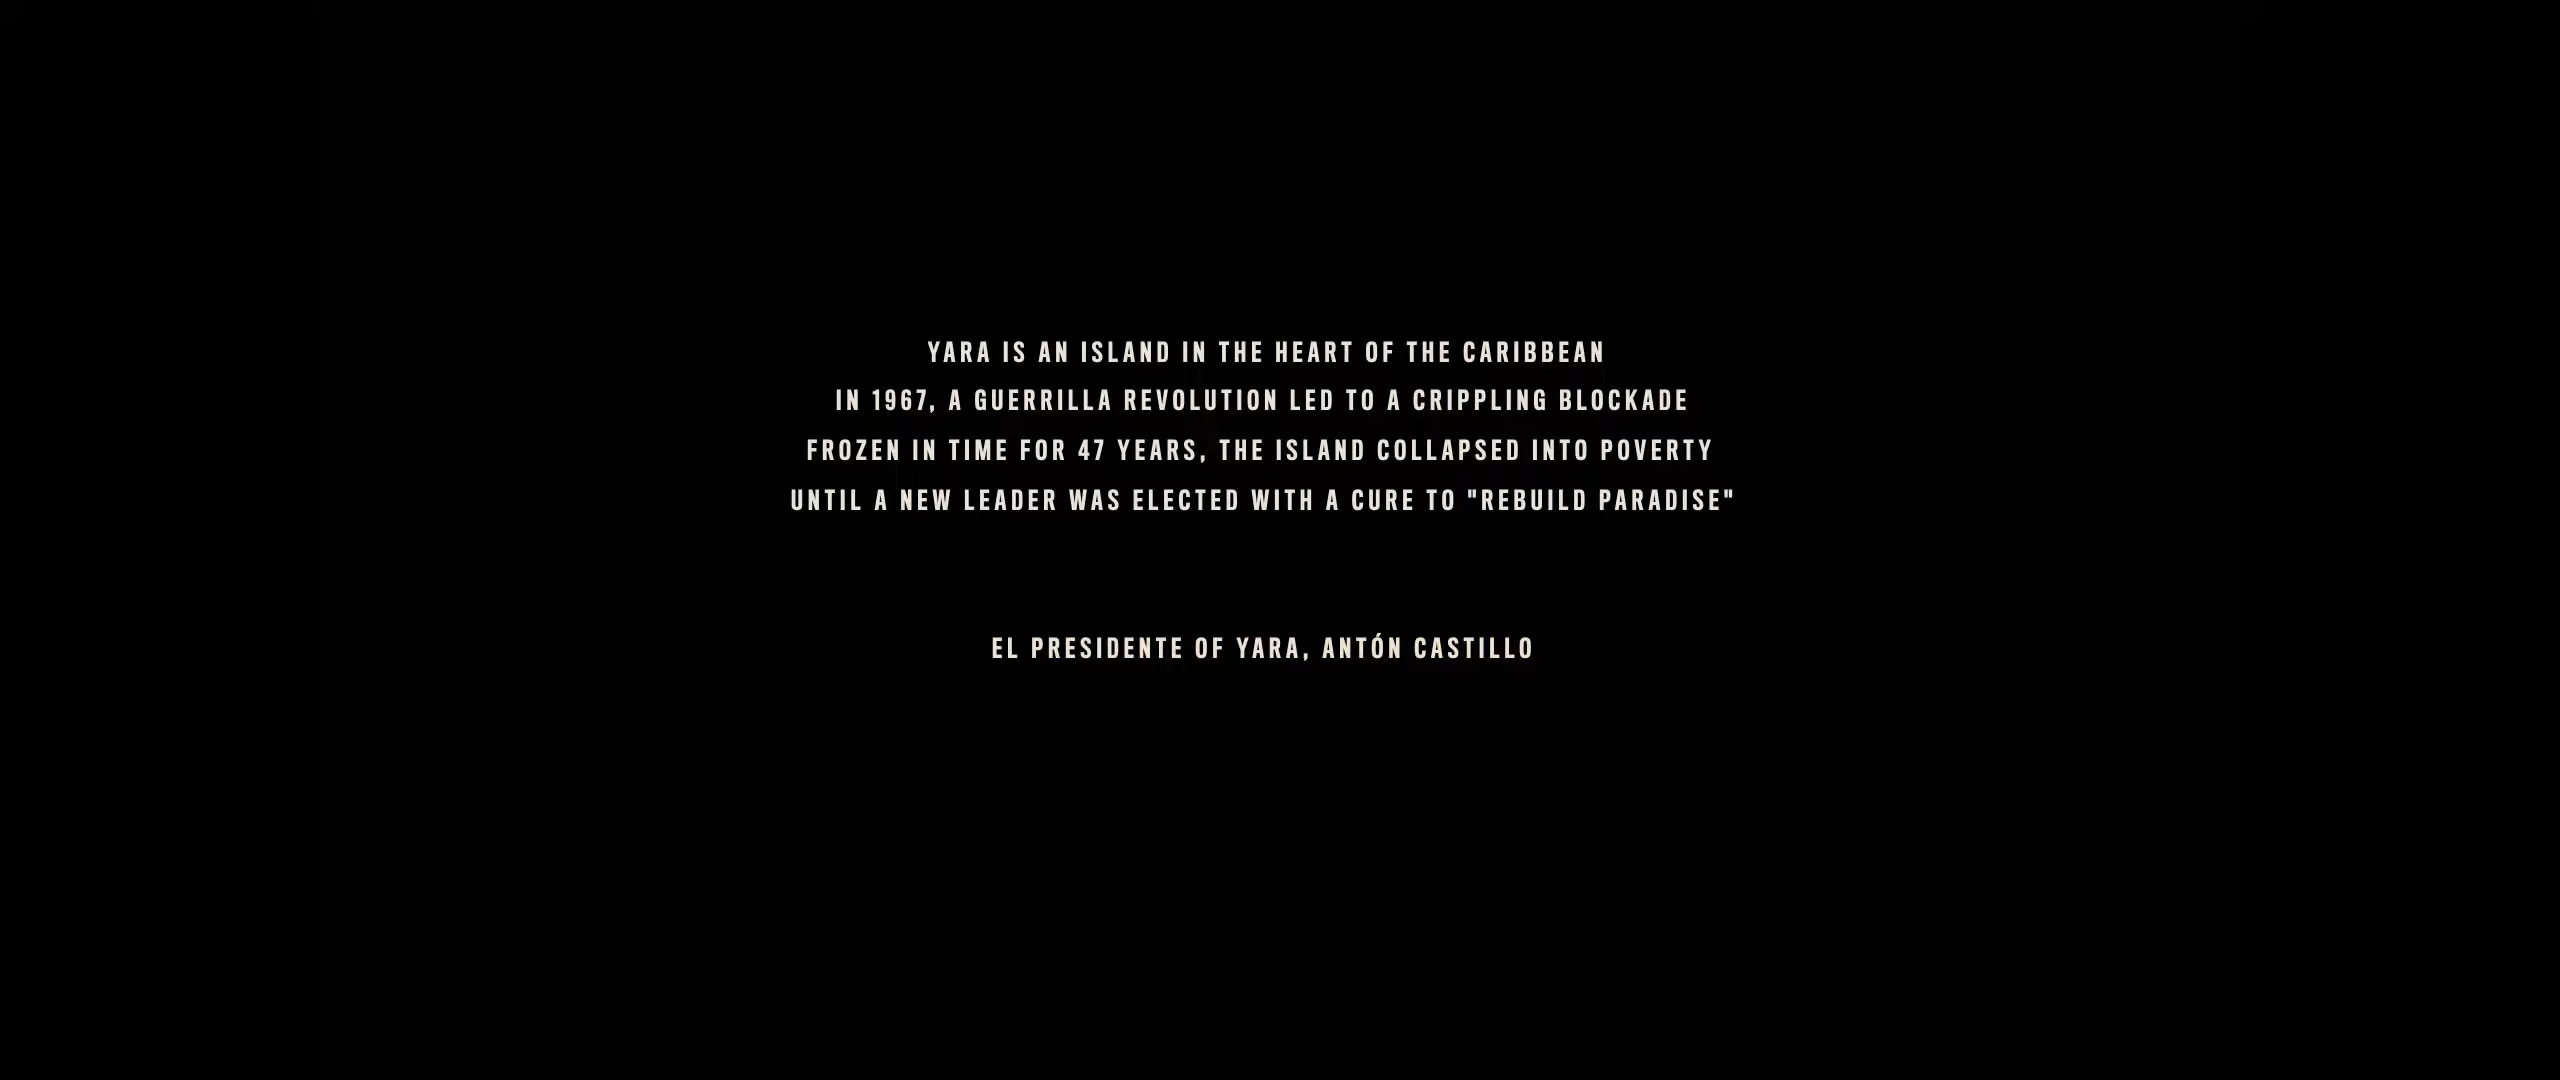 YARA IS AN ISLAND IN THE HEART OF THE CARIBBEAN
IN 1967, A GUERRILLA REVOLUTION LED TO A CRIPPLING BLOCKADE
FROZEN IN TIME FOR 47 YEARS, THE ISLAND COLLAPSED INTO POVERTY
UNTIL A NEW LEADER WAS ELECTED WITH A CURE TO "REBUILD PARADISE"
EL PRESIDENTE OF YARA, ANTÓN CASTILLO